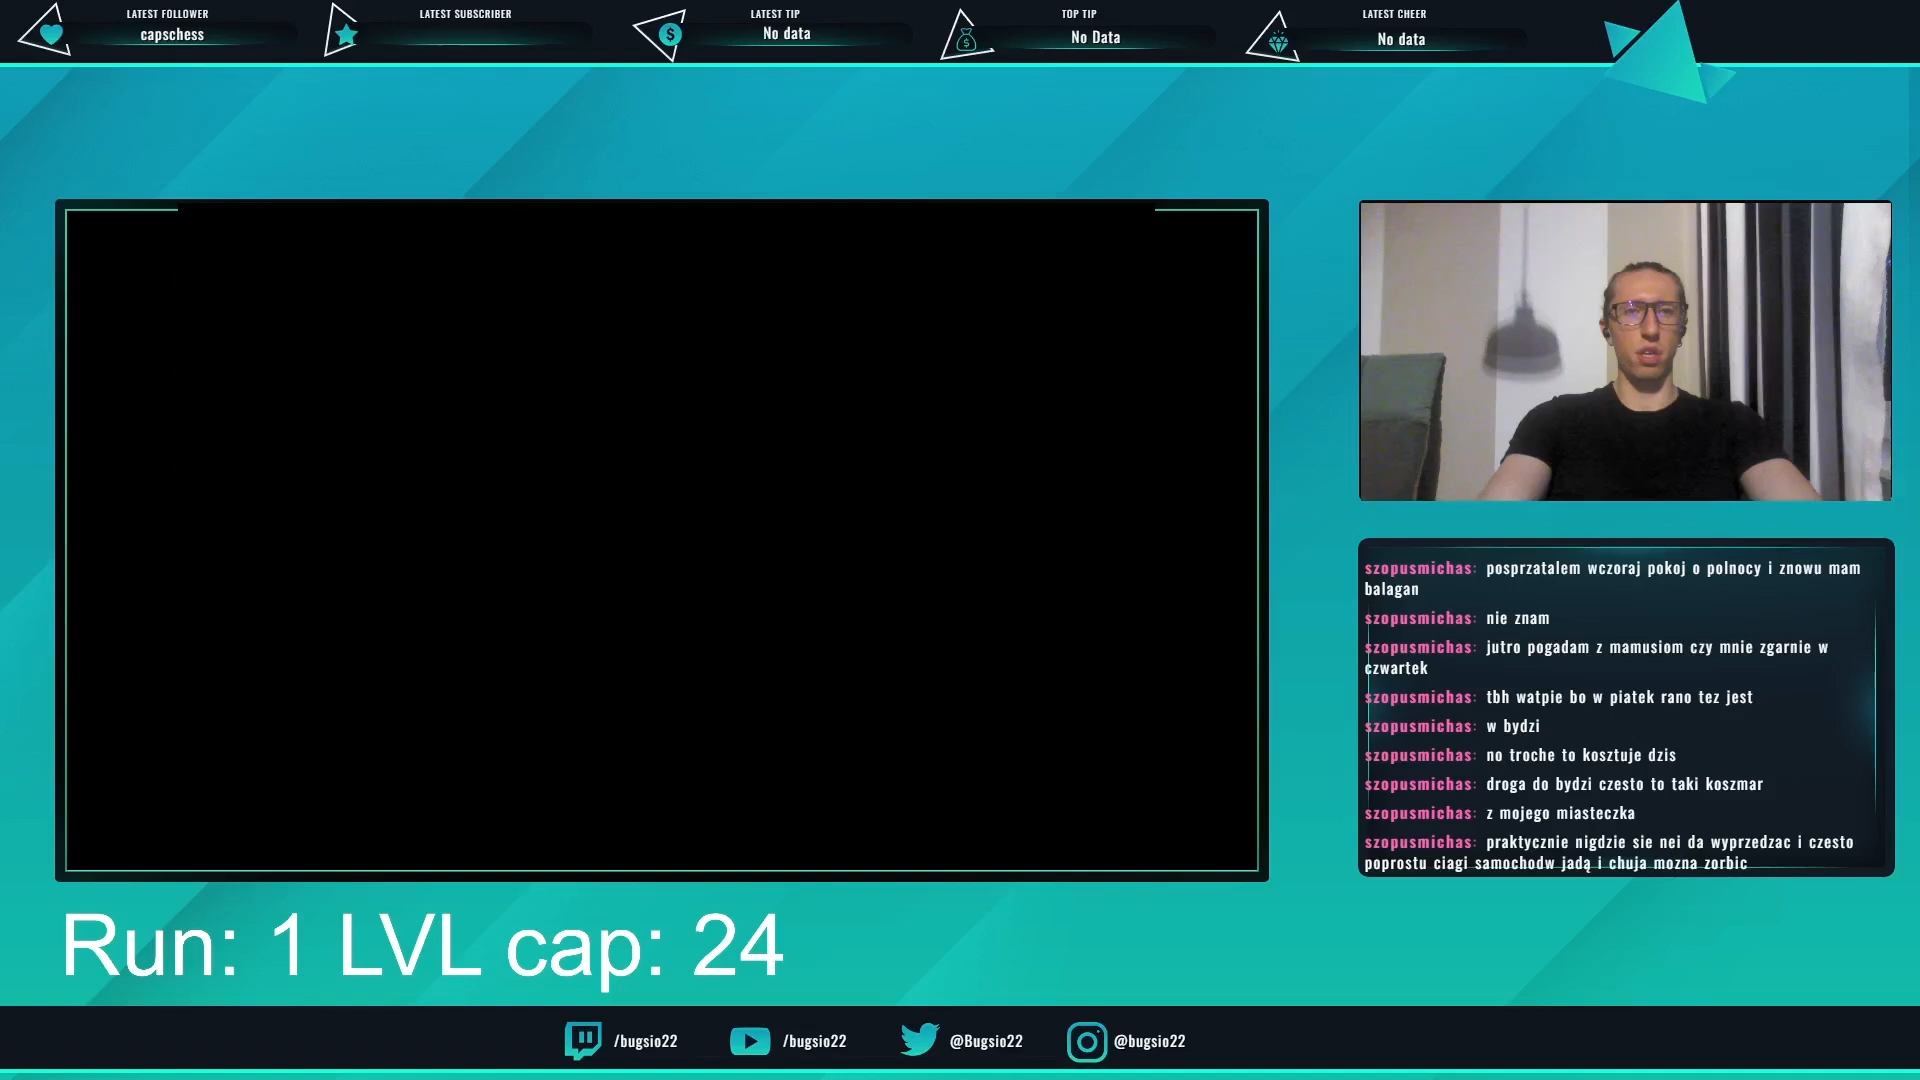 LATEST FOLLOWER
capschess
LATEST SUBSCRIBER
LATEST TIP
No data
TOP TIP
No Data
LATEST CHEER
No data
szopusmichas: posprzatalem wczoraj pokoj o polnocy i znowu mam
balagan
szopusmichas: nie znam
szopusmichas: jutro pogadam z mamusiom czy mnie zgarnie w
czwartek
szopusmichas: tbh watpie bo w piatek rano tez jest
szopusmichas: w bydzi
szopusmichas: no troche to kosztuje dzis
szopusmichas: droga do bydzi czesto to taki koszmar
szopusmichas: z mojego miasteczka
szopusmichas: praktycznie nigdzie sie nei da wyprzedzac i czesto
poprostu ciagi samochodw jadą i chuja mozna zorbic
Run: 1 LVL cap: 24
/bugsio22
/bugsio22
@Bugsio22
@bugsio22